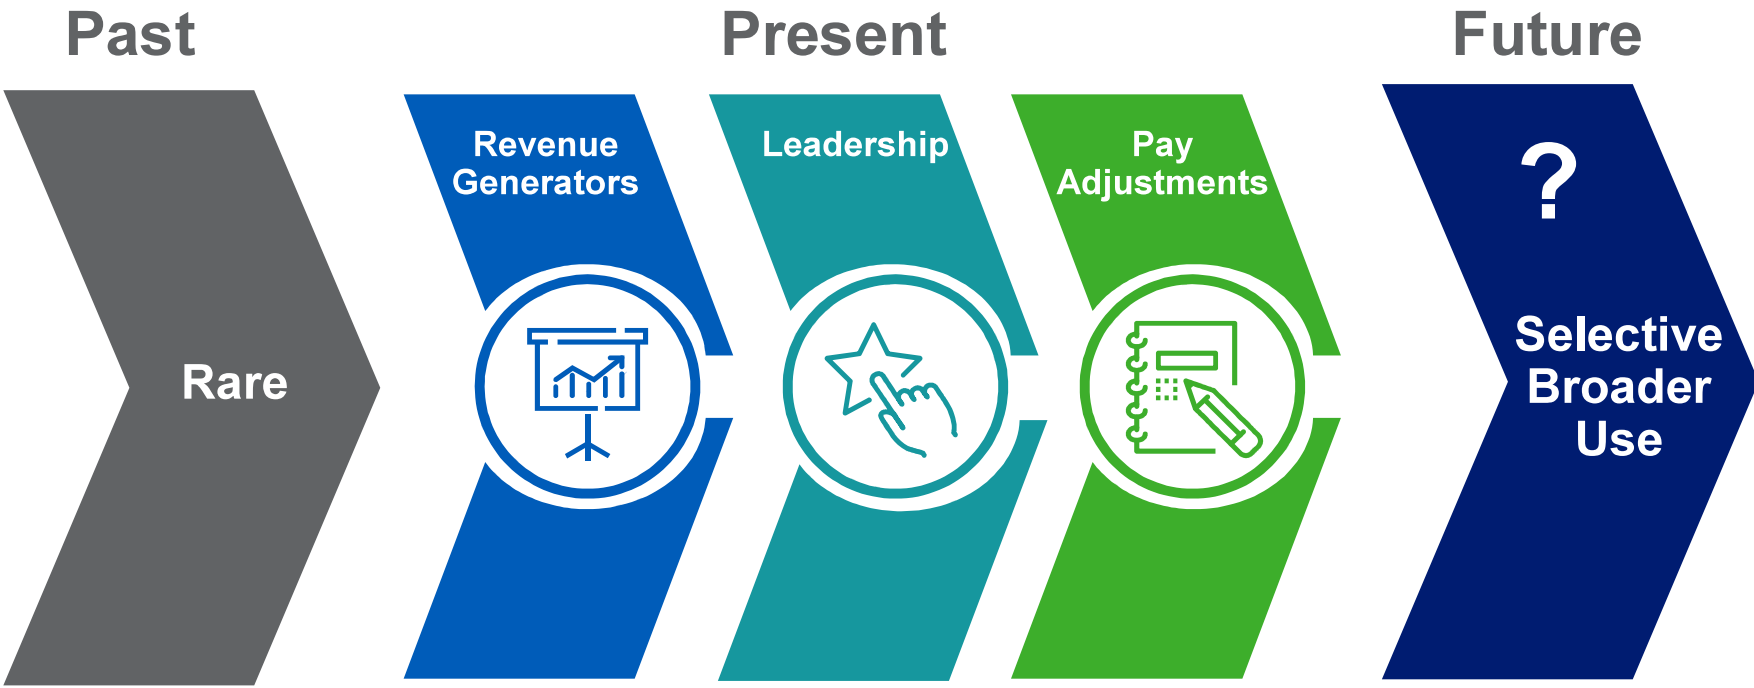 Past
Present
Future
Rare
Revenue
Generators
Leadership
Pay
Adjustments
?
Selective
Broader
Use